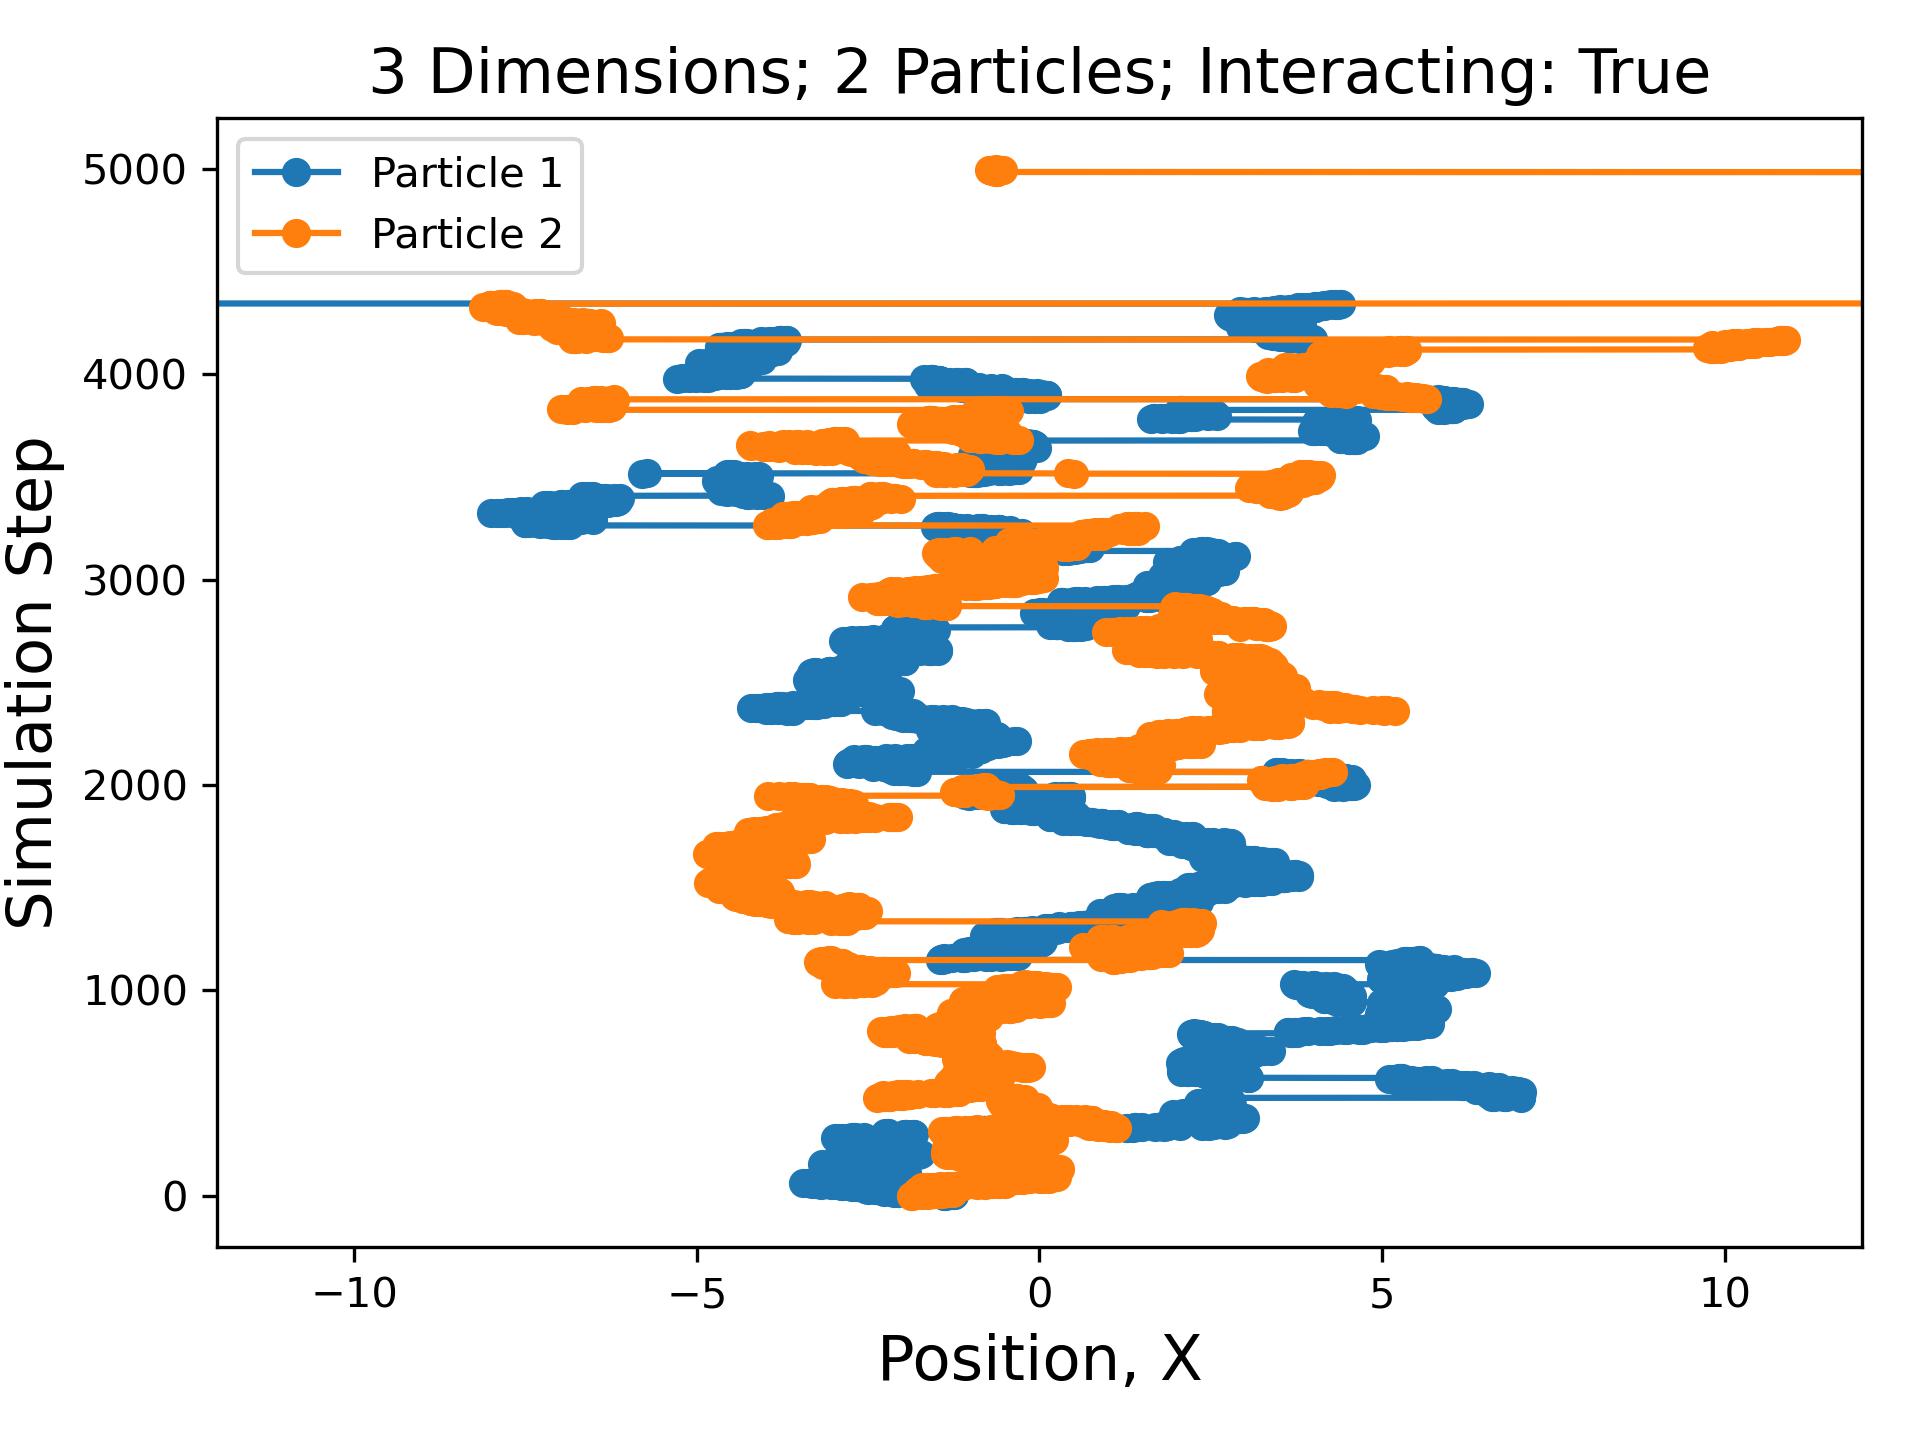 3 Dimensions; 2 Particles; Interacting: True
Particle 1
Particle 2
5000
4000
3000
2000
1000
0
Simulation Step
−10
−5
0
5
10
Position, X